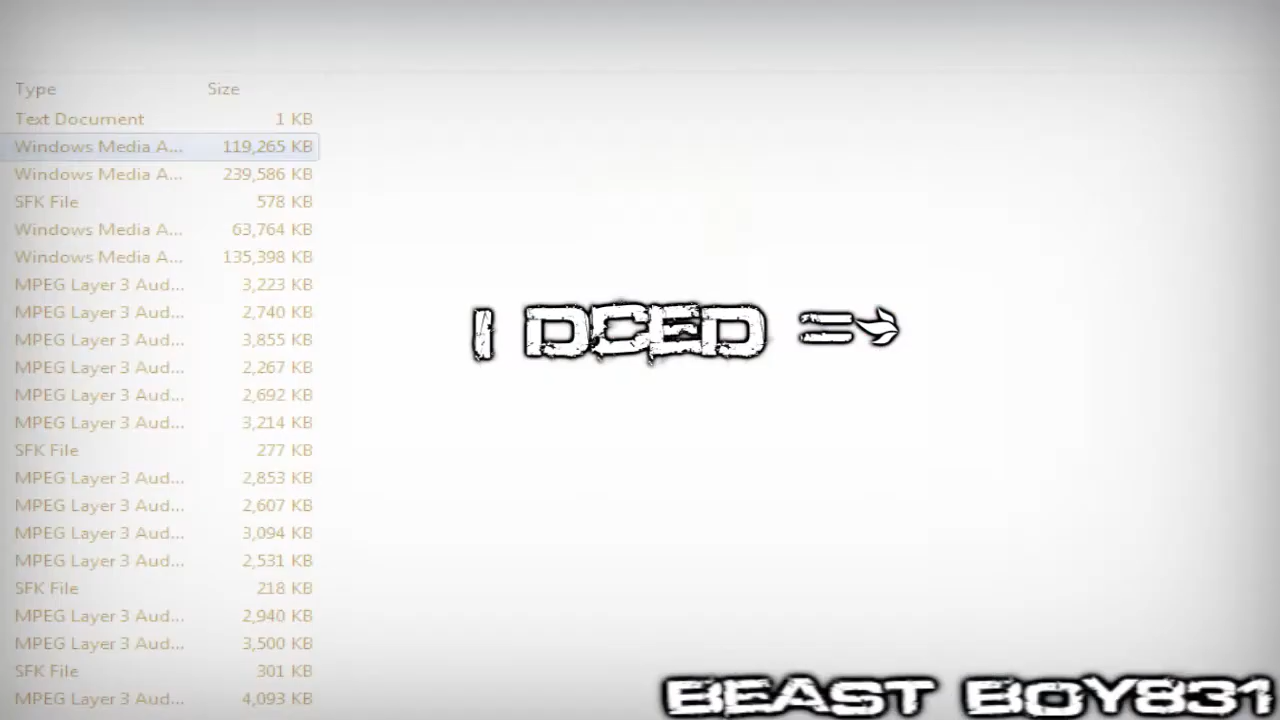 Type Size
Text Document 1 KB
Windows Media A... 119,265 KB
Windows Media A... 239,586 KB
SFK File 578 KB
Windows Media A... 63,764 KB
Windows Media A... 135,398 KB
MPEG Layer 3 Aud... 3,223 KB
MPEG Layer 3 Aud... 2,740 KB
MPEG Layer 3 Aud... 3,855 KB
MPEG Layer 3 Aud... 2,267 KB
MPEG Layer 3 Aud... 2,692 KB
MPEG Layer 3 Aud... 3,214 KB
SFK File 277 KB
MPEG Layer 3 Aud... 2,853 KB
MPEG Layer 3 Aud... 2,607 KB
MPEG Layer 3 Aud... 3,094 KB
MPEG Layer 3 Aud... 2,531 KB
SFK File 218 KB
MPEG Layer 3 Aud... 2,940 KB
MPEG Layer 3 Aud... 3,500 KB
SFK File 301 KB
MPEG Layer 3 Aud... 4,093 KB
I DCED =
BEAST BOY831